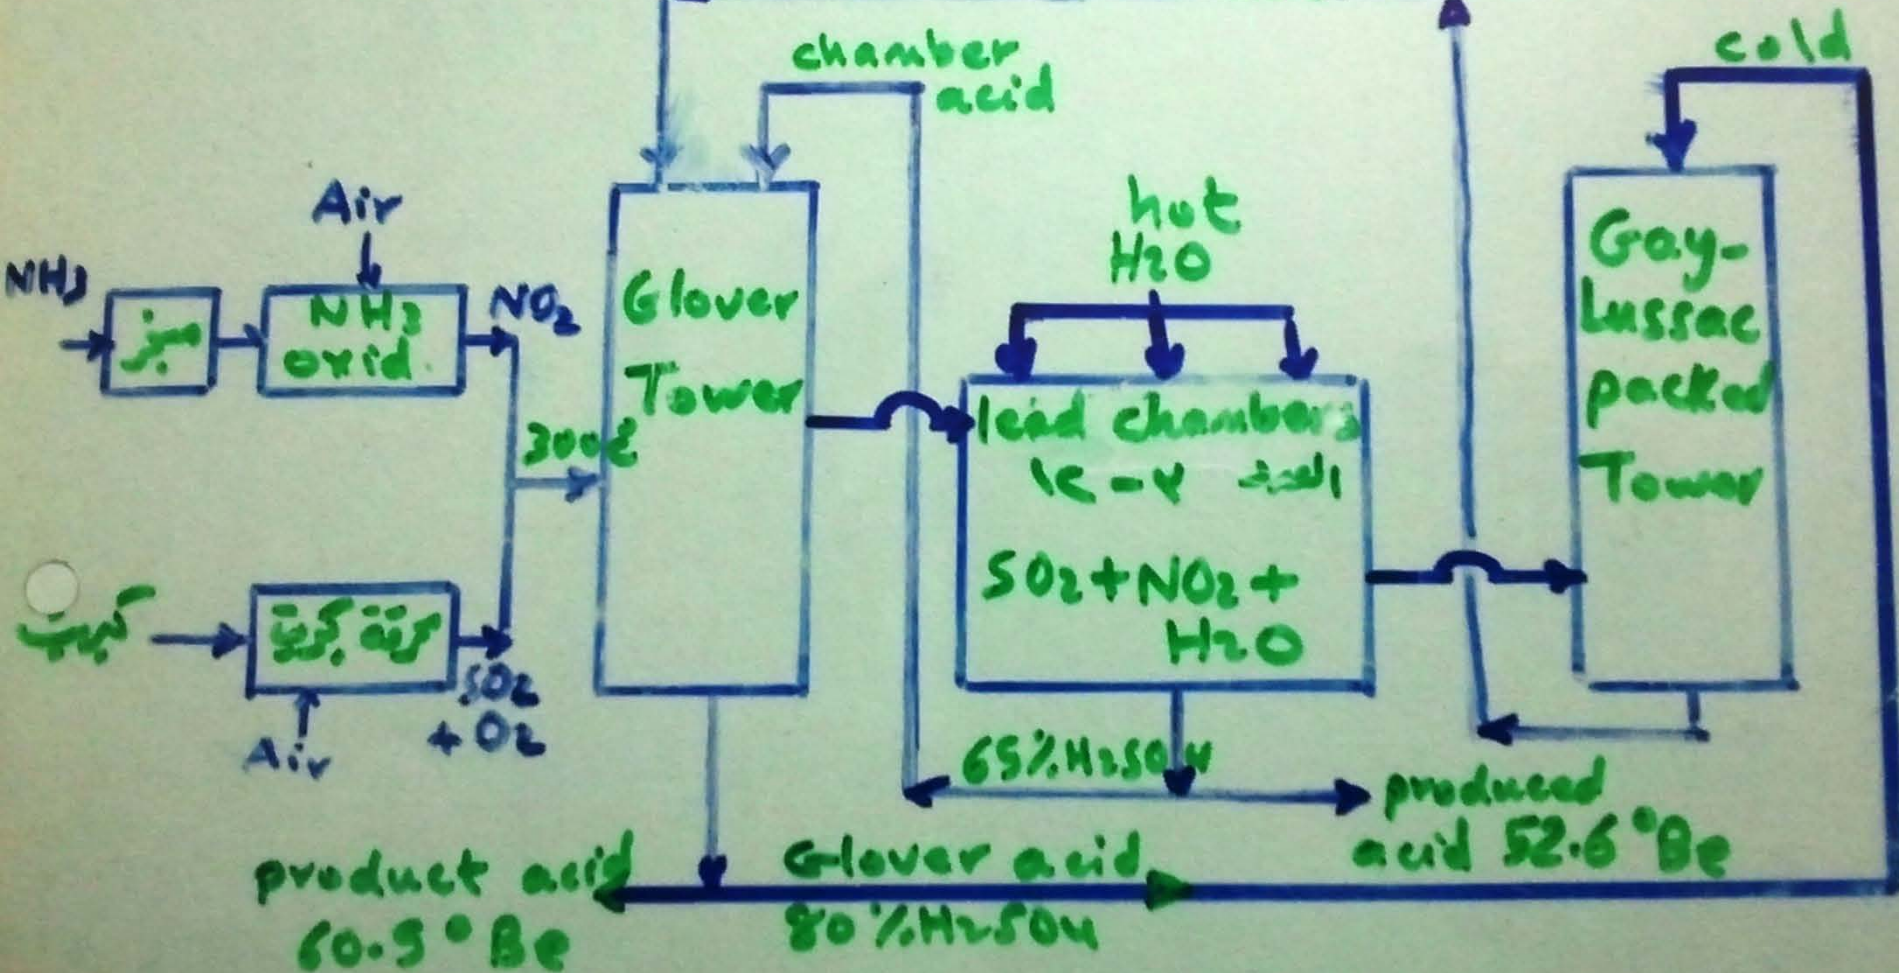 chamber
acid
cold
Air
NH3
NH3
oxid.
NO2
300
Glover
Tower
hot
H2O
lead chambers
SO2+NO2+
H2O
Gay-
Lussac
packed
Tower
SO2
+ O2
Air
65% H2SO4
produced
acid 52.6 °Be
product acid
60.5 °Be
Glover acid
80% H2SO4